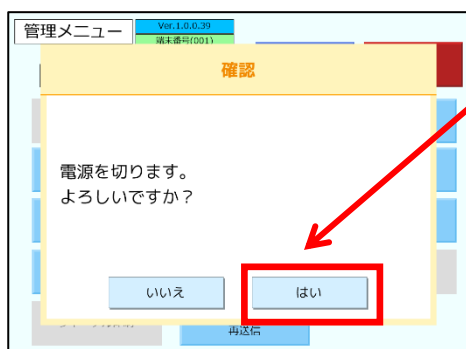 管理メニュー
Ver.1.0.0.39
端末番号(001)
確認
電源を切ります。
よろしいですか？
いいえ
はい
再送信